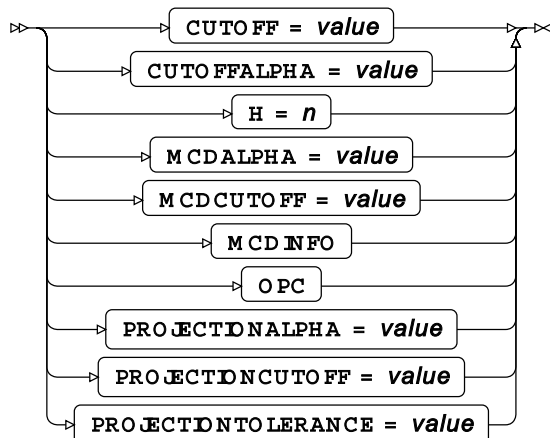 CUTOFF = value
CUTOFFALPHA = value
H = n
MCDALPHA = value
MCDCUTOFF = value
MCDINFO
OPC
PROJECTIONALPHA = value
PROJECTIONCUTOFF = value
PROJECTIONTOLERANCE = value